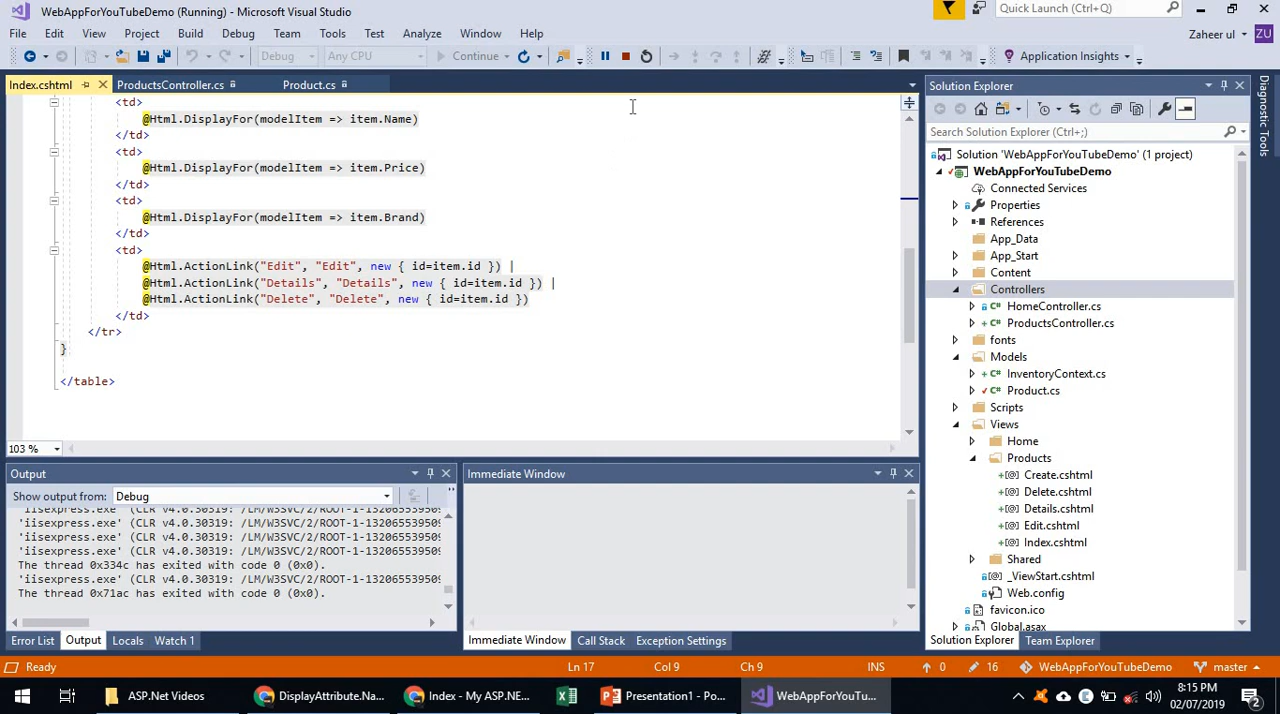 WebAppForYouTubeDemo (Running) - Microsoft Visual Studio
Quick Launch (Ctrl+Q)
File Edit View Project Build Debug Team Tools Test Analyze Window Help
Zaheer ul ZU
Debug Any CPU Continue Application Insights
Index.cshtml ProductsController.cs Product.cs
<td>
@Html.DisplayFor(modelItem => item.Name)
</td>
<td>
@Html.DisplayFor(modelItem => item.Price)
</td>
<td>
@Html.DisplayFor(modelItem => item.Brand)
</td>
<td>
@Html.ActionLink("Edit", "Edit", new { id=item.id }) |
@Html.ActionLink("Details", "Details", new { id=item.id }) |
@Html.ActionLink("Delete", "Delete", new { id=item.id })
</td>
</tr>
}
</table>
103 %
Solution Explorer
Search Solution Explorer (Ctrl+;)
Solution 'WebAppForYouTubeDemo' (1 project)
WebAppForYouTubeDemo
Connected Services
Properties
References
App_Data
App_Start
Content
Controllers
HomeController.cs
ProductsController.cs
fonts
Models
InventoryContext.cs
Product.cs
Scripts
Views
Home
Products
Create.cshtml
Delete.cshtml
Details.cshtml
Edit.cshtml
Index.cshtml
Shared
_ViewStart.cshtml
Web.config
favicon.ico
Global.asax
Solution Explorer Team Explorer
Diagnostic Tools
Output
Show output from: Debug
'iisexpress.exe' (CLR v4.0.30319: /LM/W3SVC/2/ROOT-1-132065539509
'iisexpress.exe' (CLR v4.0.30319: /LM/W3SVC/2/ROOT-1-132065539509
'iisexpress.exe' (CLR v4.0.30319: /LM/W3SVC/2/ROOT-1-132065539509
'iisexpress.exe' (CLR v4.0.30319: /LM/W3SVC/2/ROOT-1-132065539509
The thread 0x334c has exited with code 0 (0x0).
'iisexpress.exe' (CLR v4.0.30319: /LM/W3SVC/2/ROOT-1-132065539509
The thread 0x71ac has exited with code 0 (0x0).
Error List Output Locals Watch 1
Immediate Window
Immediate Window Call Stack Exception Settings
Ready Ln 17 Col 9 Ch 9 INS 0 16 WebAppForYouTubeDemo master
ASP.Net Videos DisplayAttribute.Na... Index - My ASP.NE... Presentation1 - Po... WebAppForYouTu...
8:15 PM
02/07/2019
2